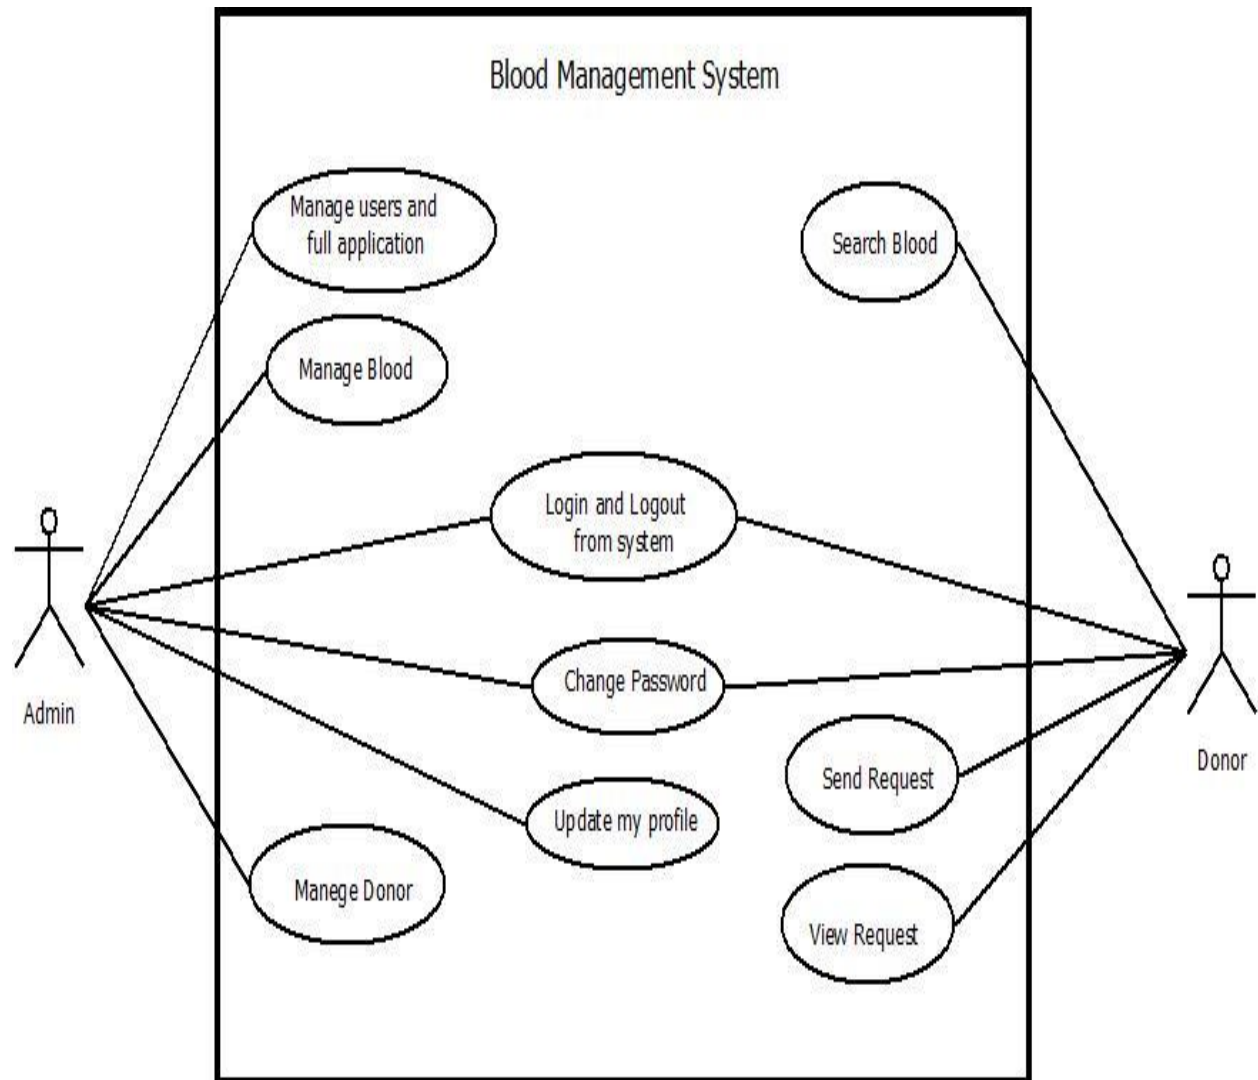 Blood Management System
Manage users and
full application
Search Blood
Manage Blood
Login and Logout
from system
Change Password
Admin
Donor
Send Request
Update my profile
Manege Donor
View Request